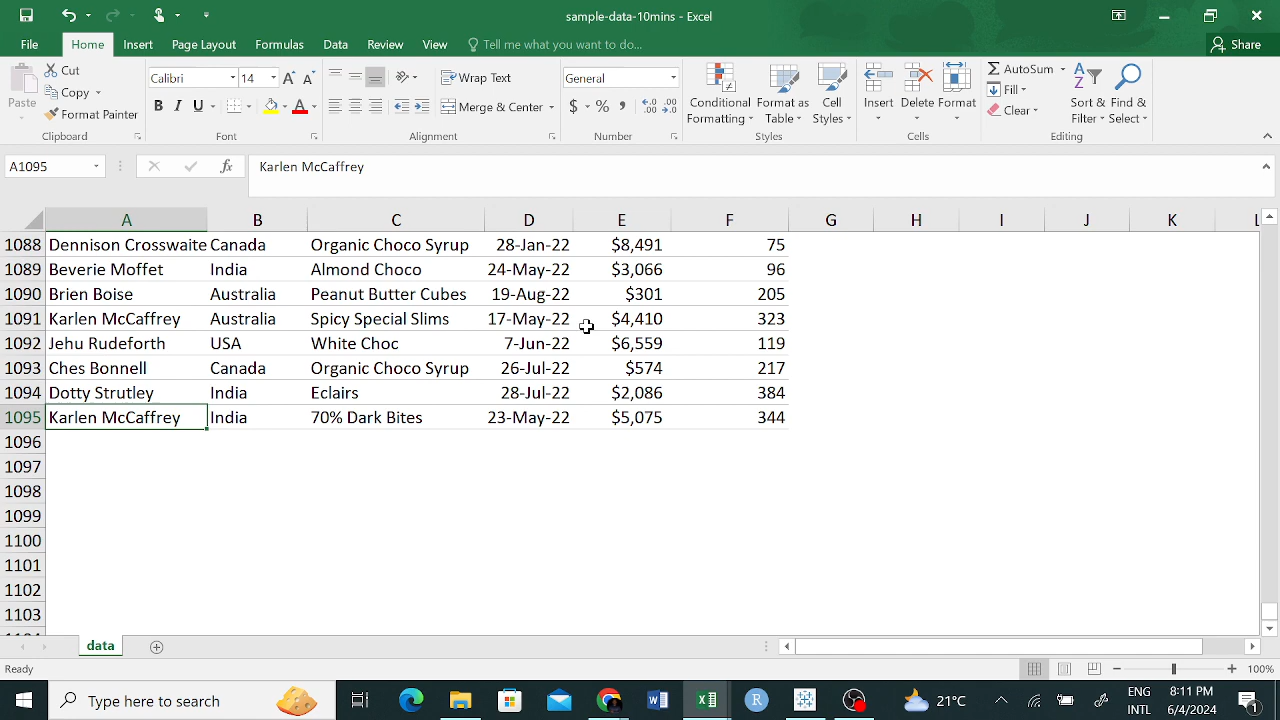 sample-data-10mins - Excel
File Home Insert Page Layout Formulas Data Review View Tell me what you want to do... Share
Paste Cut Copy Format Painter Clipboard
Calibri 14 B I U A Font
Wrap Text Merge & Center Alignment
General $ % , Number
Conditional Formatting Format as Table Cell Styles Styles
Insert Delete Format Cells
AutoSum Fill Clear Sort & Filter Find & Select Editing
A1095 fx Karlen McCaffrey
A B C D E F G H I J K L
1088 Dennison Crosswaite Canada Organic Choco Syrup 28-Jan-22 $8,491 75
1089 Beverie Moffet India Almond Choco 24-May-22 $3,066 96
1090 Brien Boise Australia Peanut Butter Cubes 19-Aug-22 $301 205
1091 Karlen McCaffrey Australia Spicy Special Slims 17-May-22 $4,410 323
1092 Jehu Rudeforth USA White Choc 7-Jun-22 $6,559 119
1093 Ches Bonnell Canada Organic Choco Syrup 26-Jul-22 $574 217
1094 Dotty Strutley India Eclairs 28-Jul-22 $2,086 384
1095 Karlen McCaffrey India 70% Dark Bites 23-May-22 $5,075 344
1096
1097
1098
1099
1100
1101
1102
1103
data
Ready 100%
Type here to search 21°C ENG INTL 8:11 PM 6/4/2024